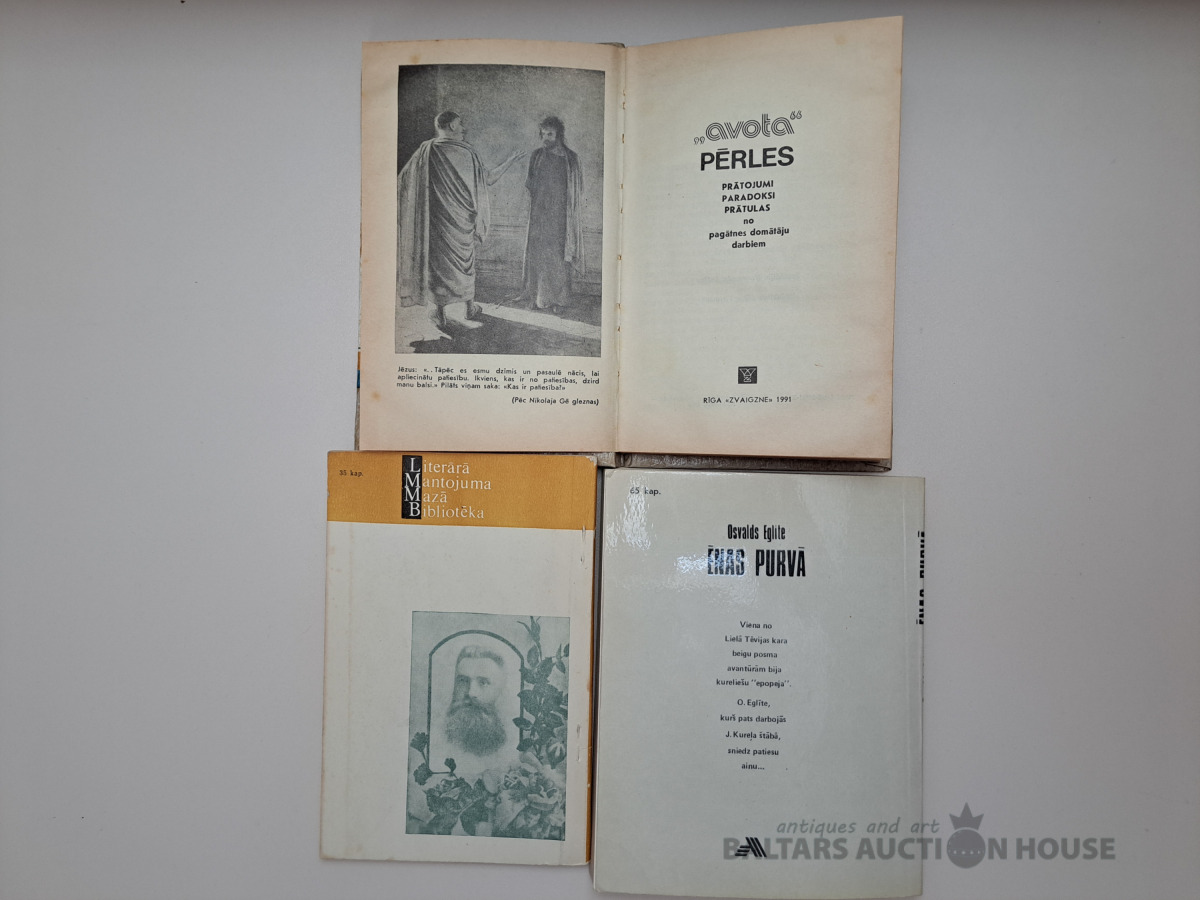 Jēzus: «. . Tāpēc es esmu dzimis un pasaulē nācis, lai
apliecinātu patiesību. Ikviens, kas ir no patiesības, dzird
manu balsi.» Pilāts viņam saka: «Kas ir patiesība?»
(Pēc Nikolaja Gē gleznas)
„avota“
PĒRLES
PRĀTOJUMI
PARADOKSI
PRĀTULAS
no
pagātnes domātāju
darbiem
RĪGA «ZVAIGZNE» 1991
35 kap.
Literārā
Mantojuma
Mazā
Bibliotēka
65 kap.
Osvalds Eglīte
ĒNAS PURVĀ
Viena no
Lielā Tēvijas kara
beigu posma
avantūrām bija
kureliešu "epopeja".
O. Eglīte,
kurš pats darbojās
J. Kureļa štābā,
sniedz patiesu
ainu...
ĒNAS PURVĀ
antiques and art
BALTARS AUCTION HOUSE